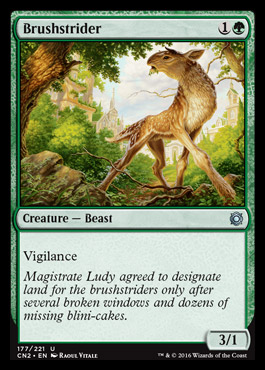 Brushstrider 1
Creature — Beast
Vigilance
Magistrate Ludy agreed to designate
land for the brushstriders only after
several broken windows and dozens of
missing blini-cakes.
3/1
177/221 U
CN2 • EN Raoul Vitale
™ & © 2016 Wizards of the Coast